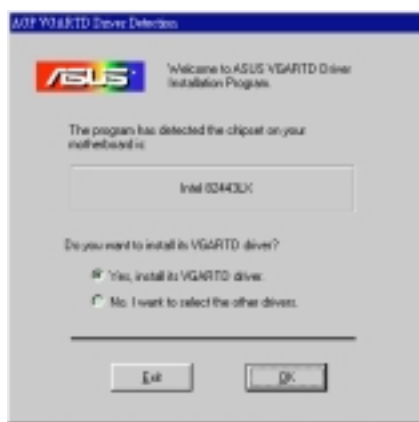 AGP VGARTD Driver Detection
ASUS
Welcome to ASUS VGARTD Driver
Installation Program.
The program has detected the chipset on your
motherboard is:
Intel 82443LX
Do you want to install its VGARTD driver?
Yes, install its VGARTD driver.
No. I want to select the other drivers.
Exit
OK